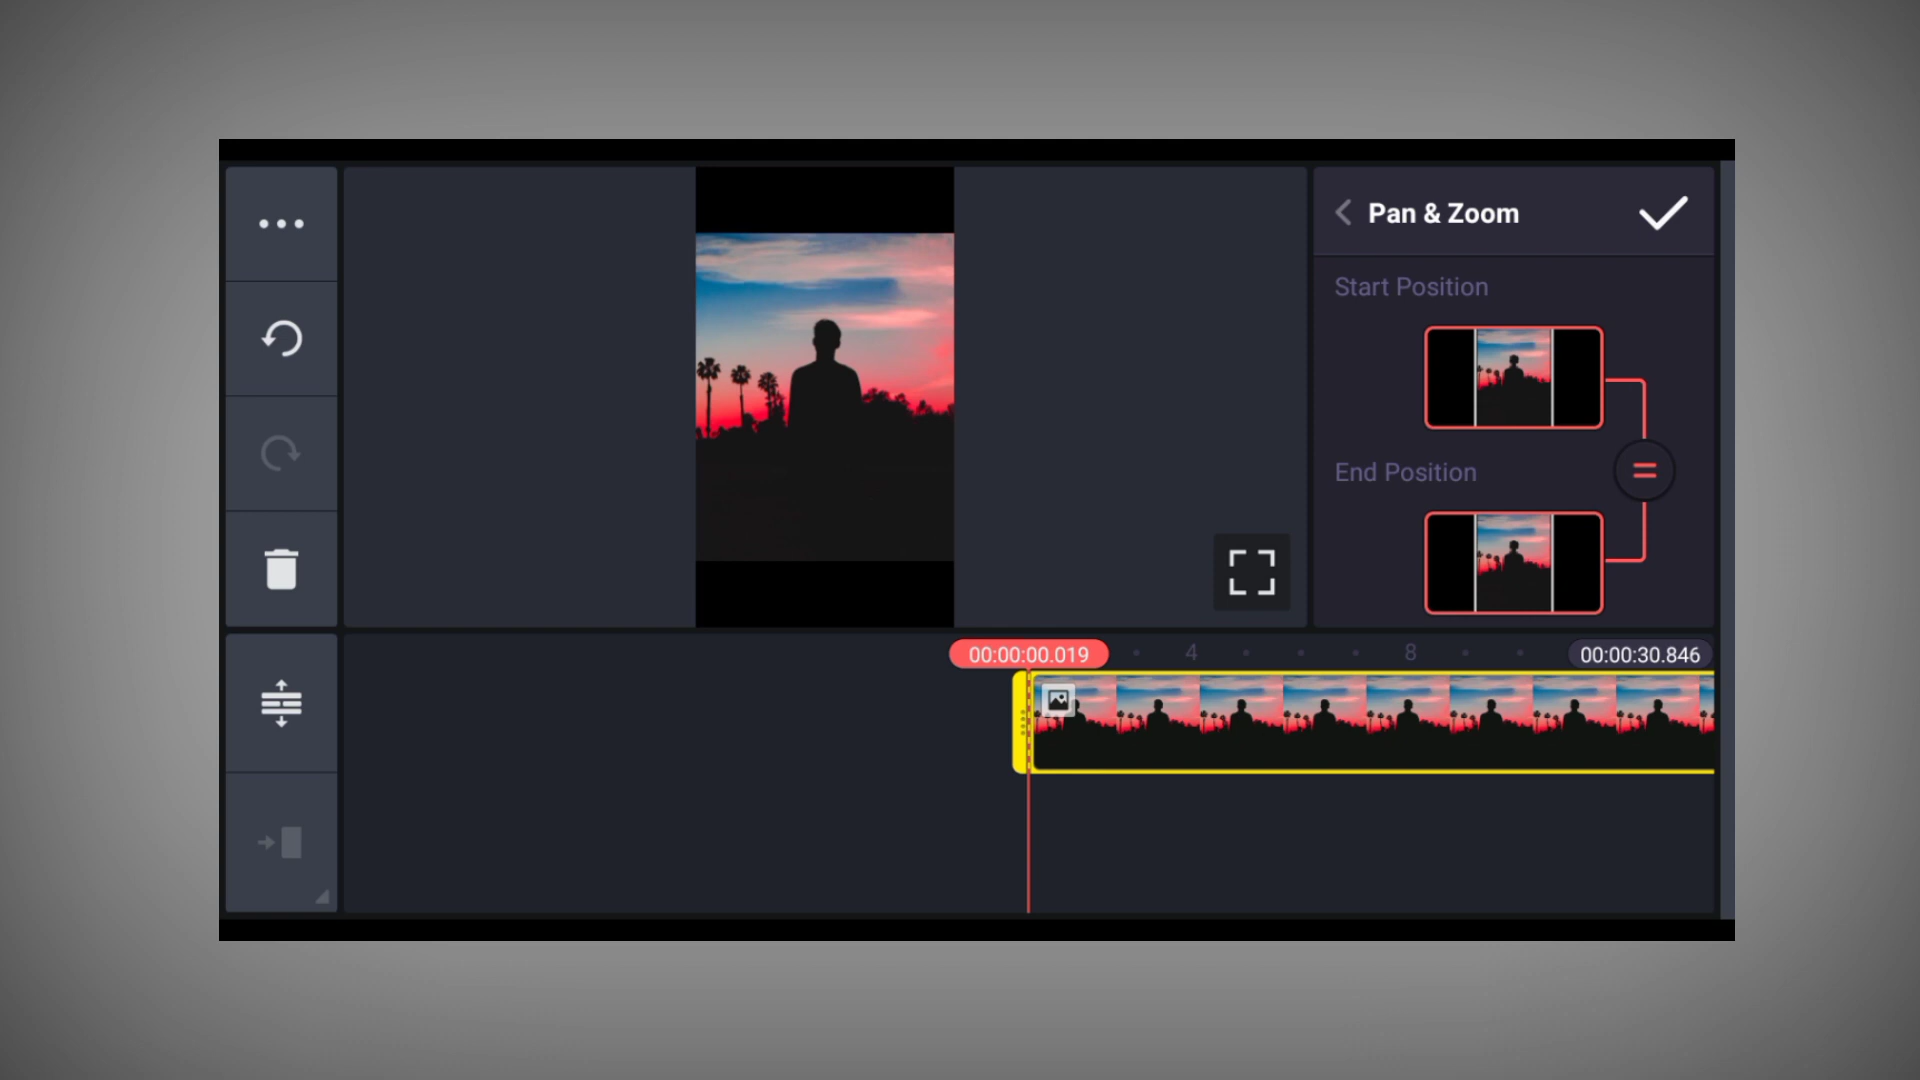 Pan & Zoom
Start Position
End Position
00:00:00.019
4
8
00:00:30.846